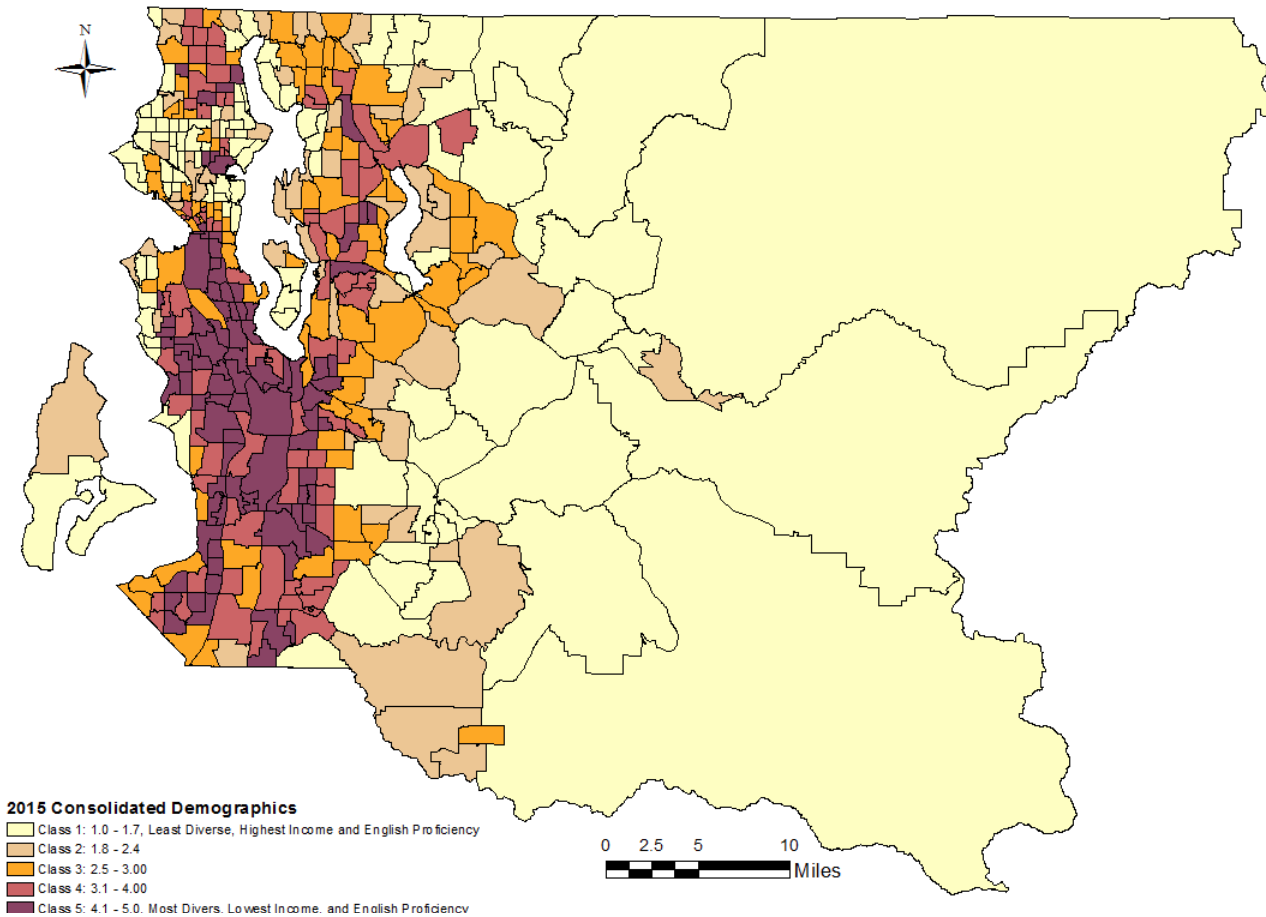 N
2015 Consolidated Demographics
Class 1: 1.0 - 1.7, Least Diverse, Highest Income and English Proficiency
Class 2: 1.8 - 2.4
Class 3: 2.5 - 3.00
Class 4: 3.1 - 4.00
Class 5: 4.1 - 5.0, Most Divers, Lowest Income, and English Proficiency
0 2.5 5 10
Miles